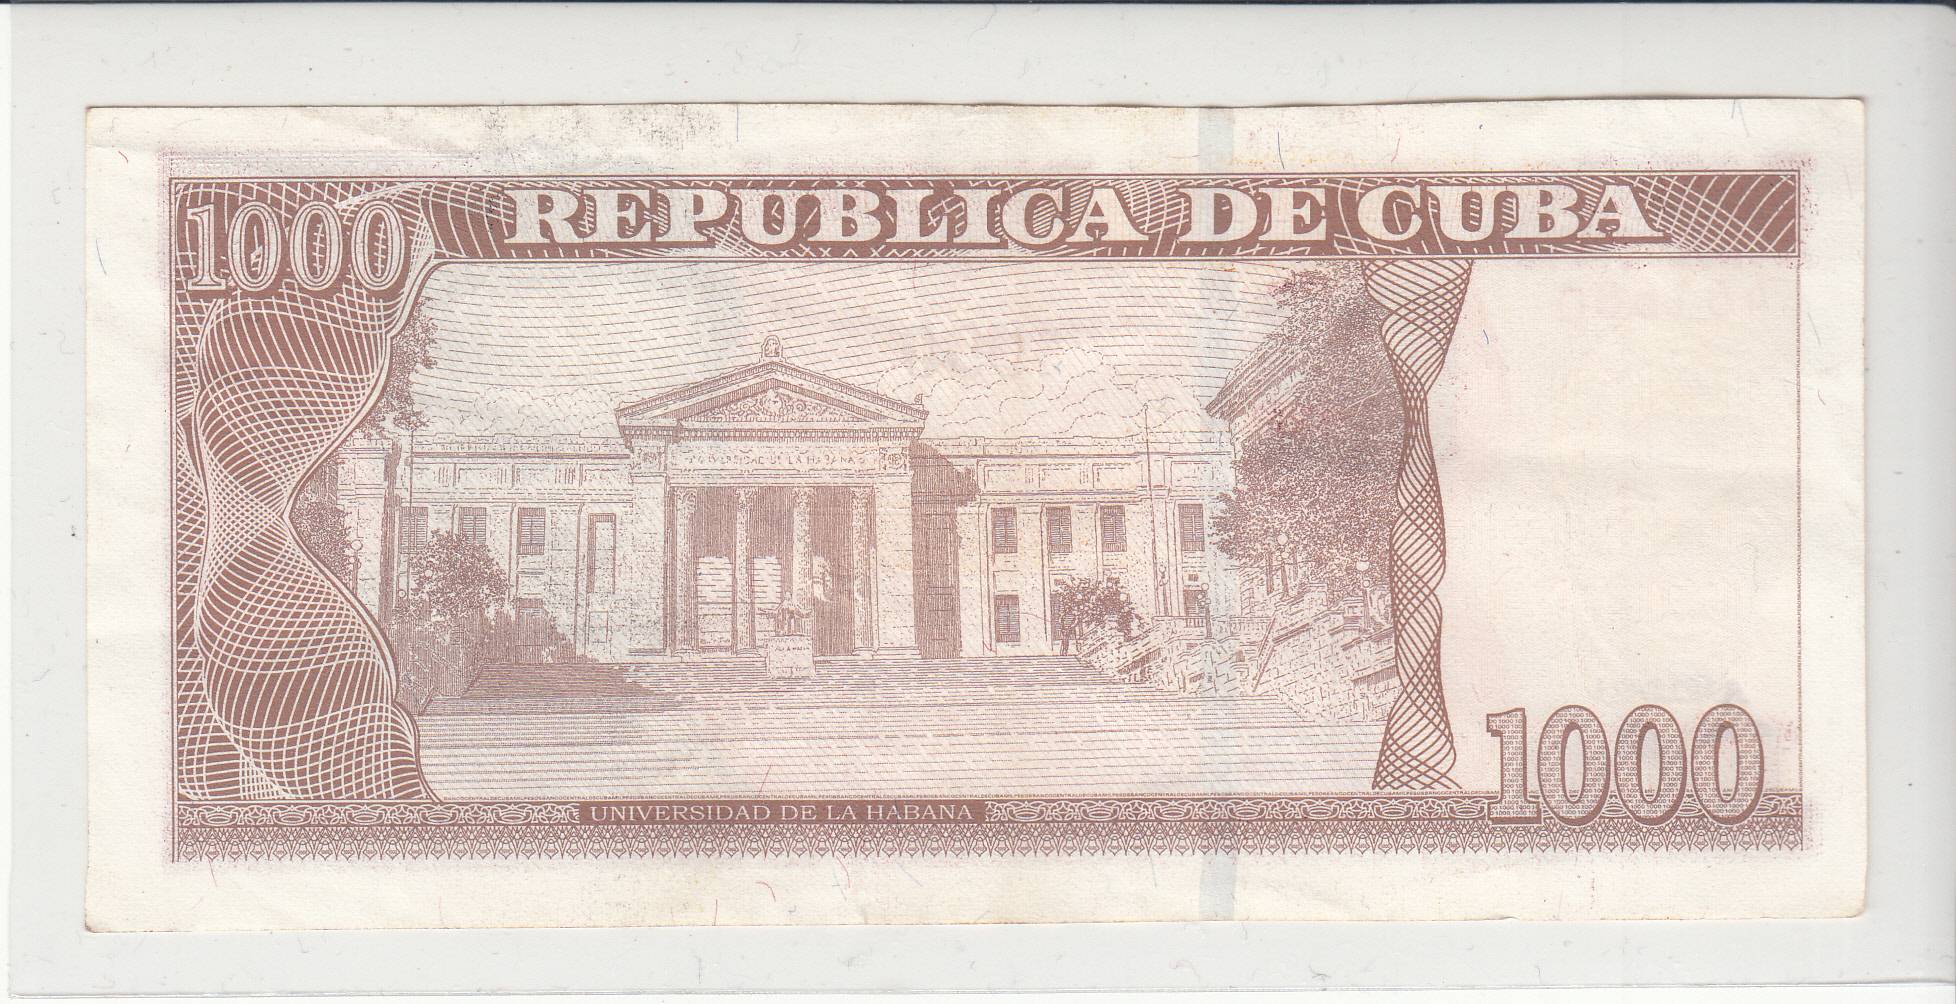 1000
REPUBLICA DE CUBA
UNIVERSIDAD DE LA HABANA
UNIVERSIDAD DE LA HABANA
1000